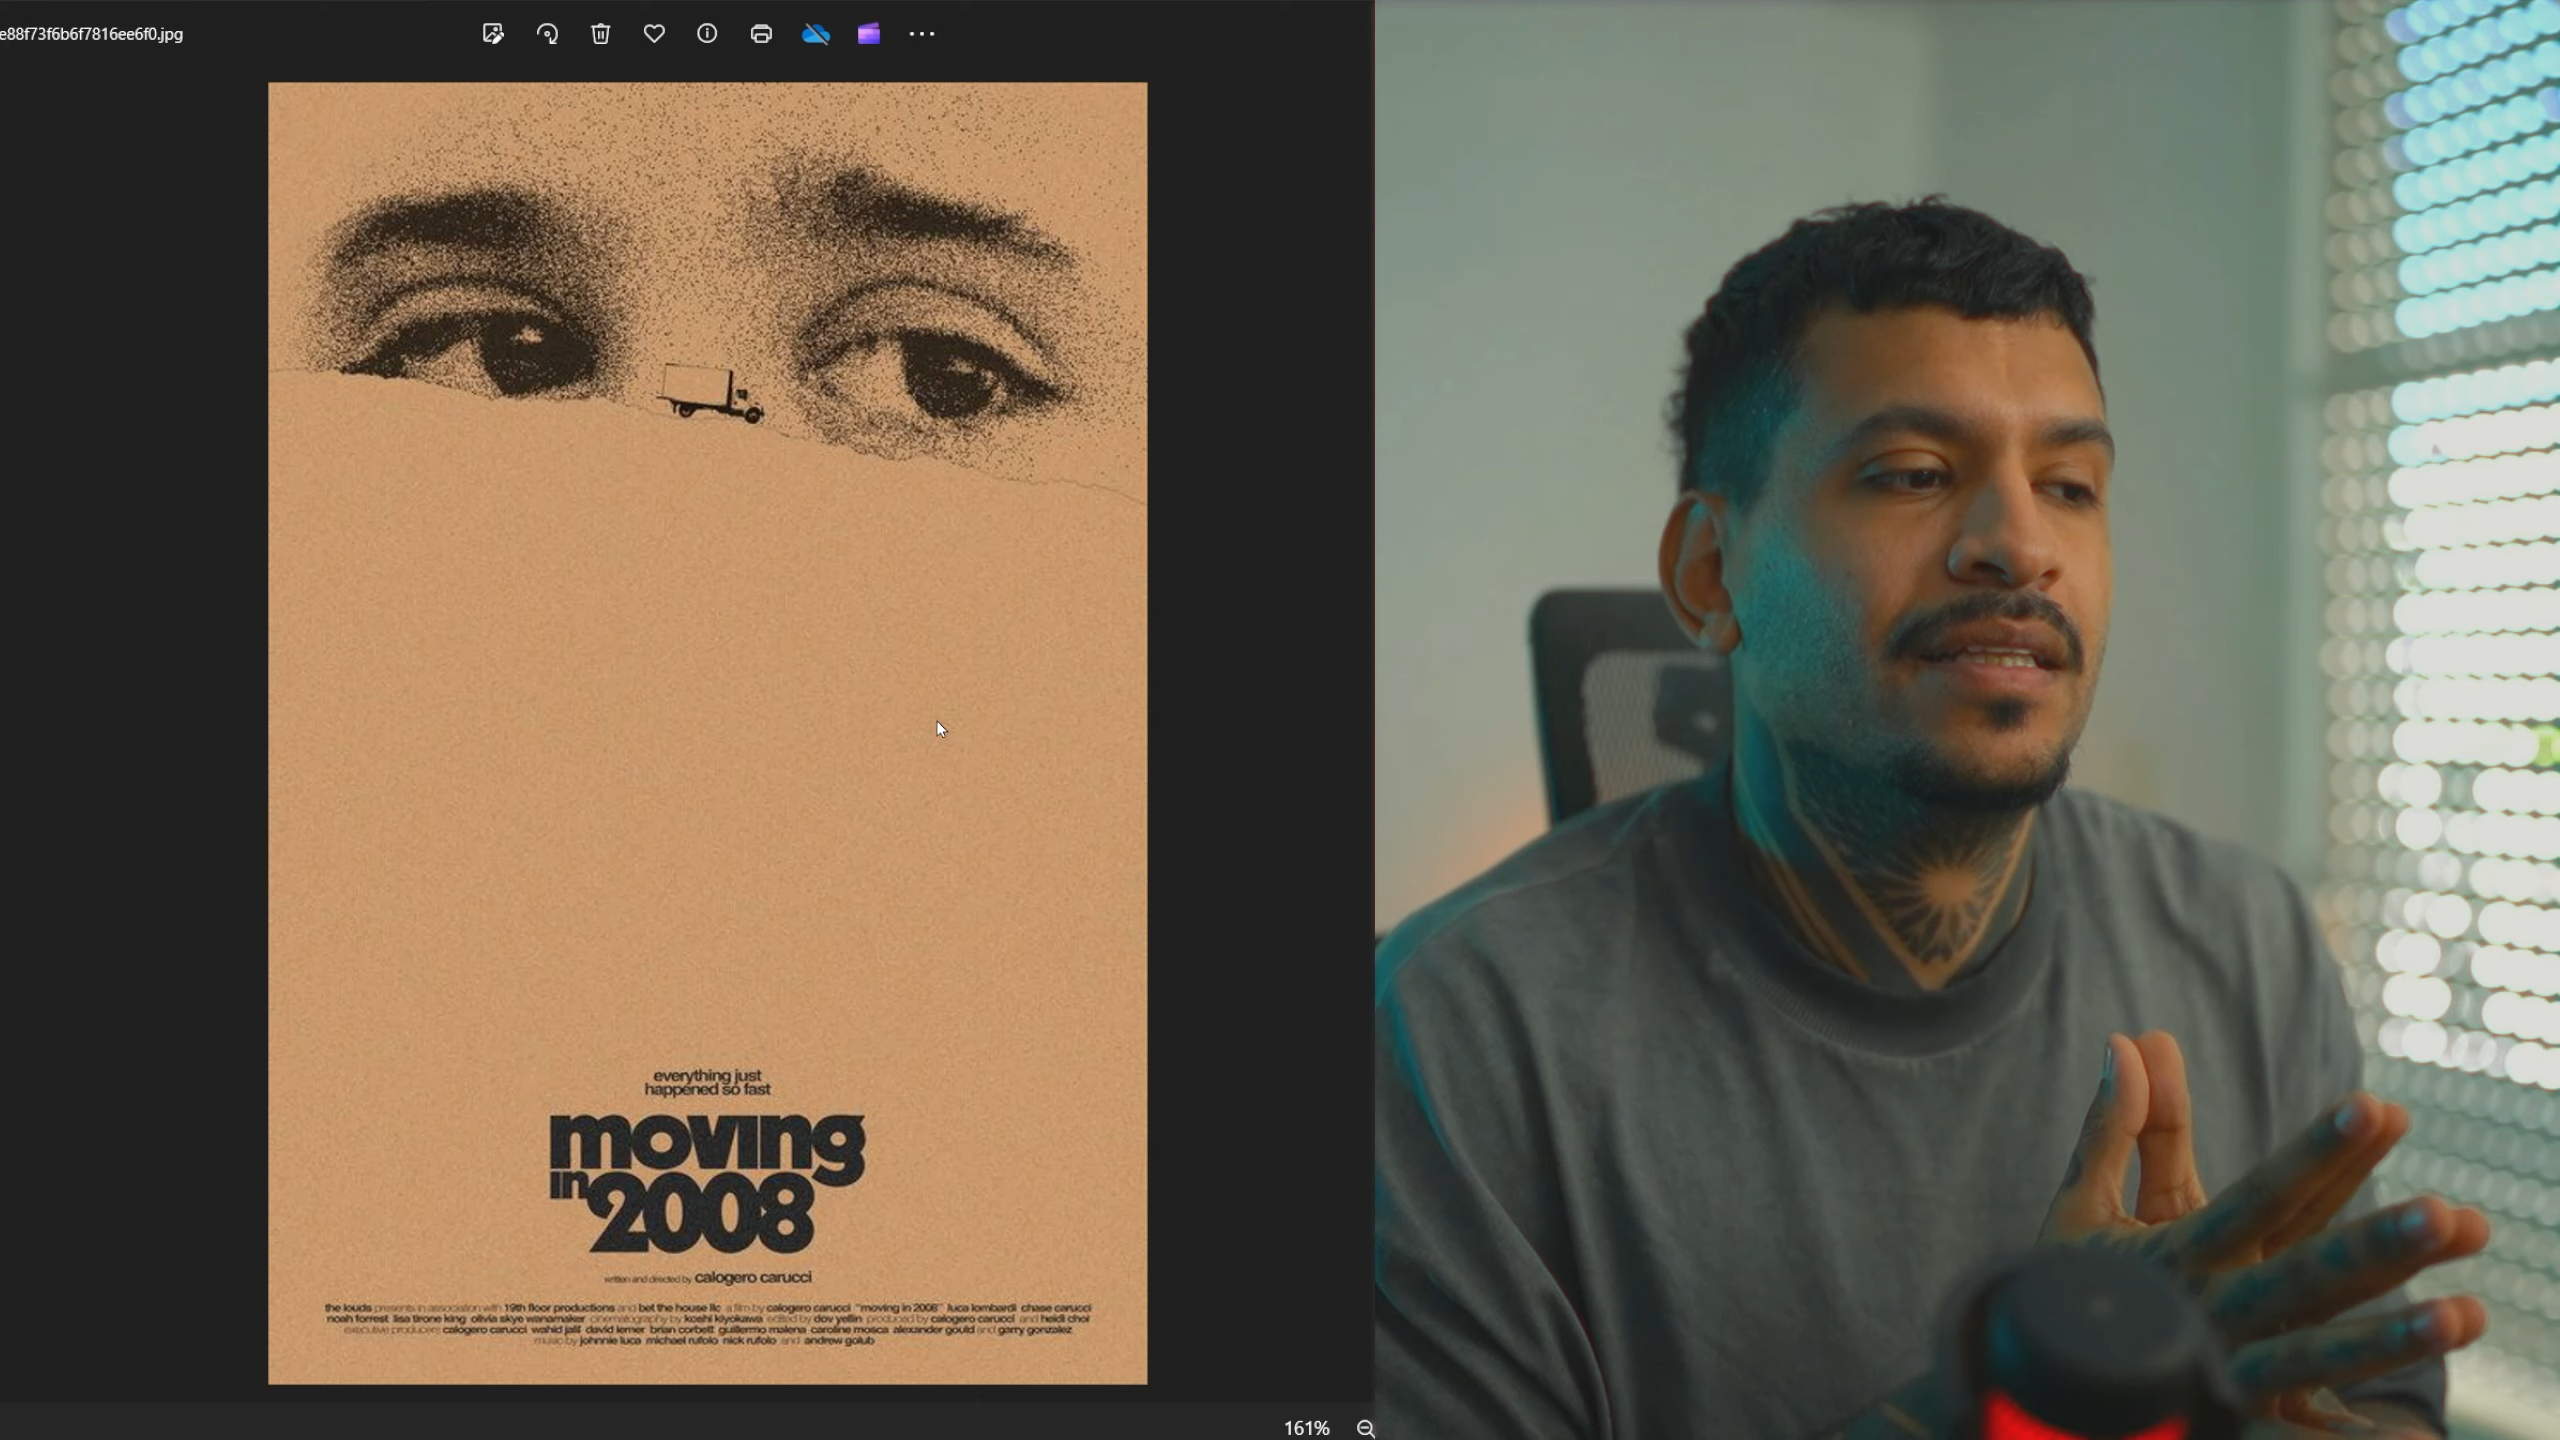 e88f73f6b6f7816ee6f0.jpg
everything just
happened so fast
moving
in 2008
written and directed by calogero carucci
the louds presents in association with 19th floor productions and bet the house llc a film by calogero carucci "moving in 2008" luca lombardi chase carucci
noah forrest lisa tirone king olivia skye wanamaker cinematography by koshi kiyokawa edited by dov yellin produced by calogero carucci and heidi choi
executive producers calogero carucci wahid jalil david lerner brian corbett guillermo malena caroline mosca alexander gould and garry gonzalez
music by johnnie luca michael rufolo nick rufolo and andrew golub
161%